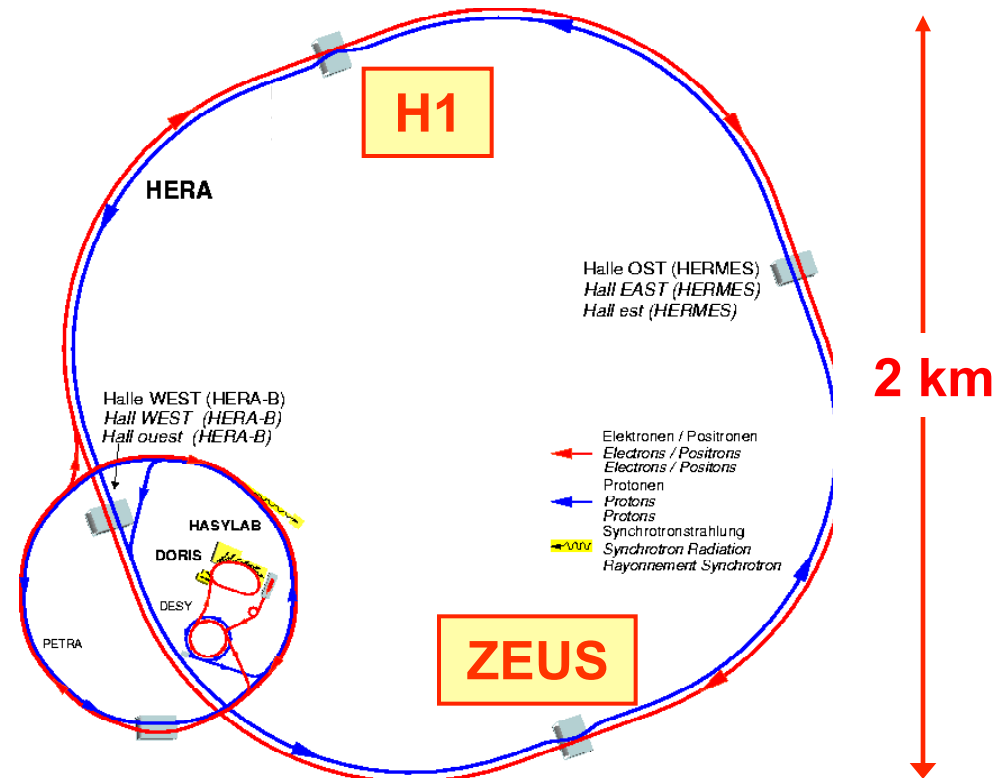 H1
HERA
Halle OST (HERMES)
Hall EAST (HERMES)
Hall est (HERMES)
2 km
Halle WEST (HERA-B)
Hall WEST (HERA-B)
Hall ouest (HERA-B)
Elektronen / Positronen
Electrons / Positrons
Electrons / Positons
Protonen
Protons
Protons
Synchrotronstrahlung
Synchrotron Radiation
Rayonnement Synchrotron
HASYLAB
DORIS
DESY
PETRA
ZEUS